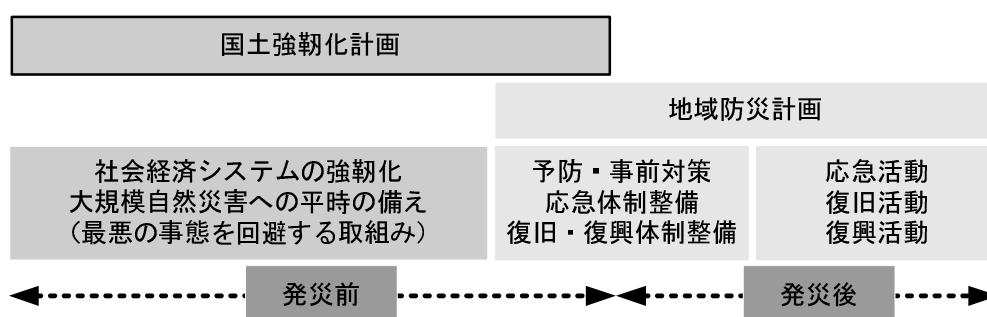 国土強靭化計画
地域防災計画
社会経済システムの強靭化
大規模自然災害への平時の備え
（最悪の事態を回避する取組み）
予防・事前対策
応急体制整備
復旧・復興体制整備
応急活動
復旧活動
復興活動
発災前
発災後